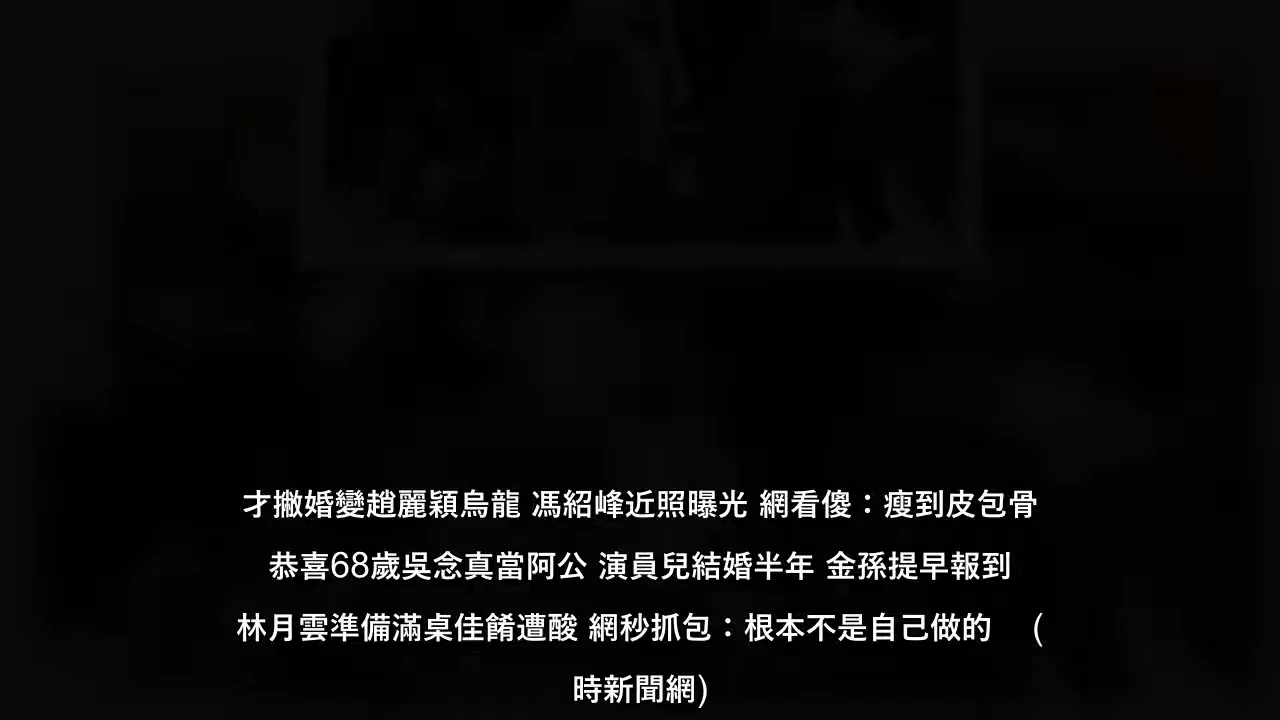 才撇婚變趙麗穎烏龍 馮紹峰近照曝光 網看傻：瘦到皮包骨
恭喜68歲吳念真當阿公 演員兒結婚半年 金孫提早報到
林月雲準備滿桌佳餚遭酸 網秒抓包：根本不是自己做的 (
時新聞網)